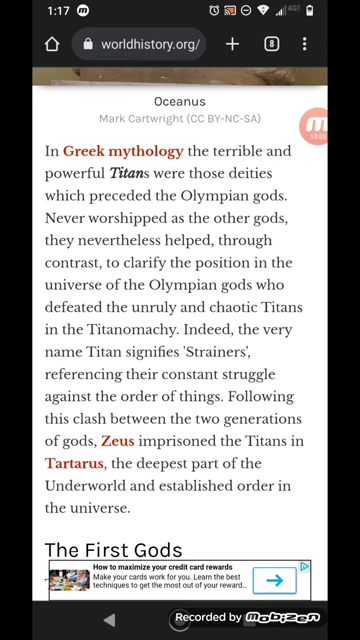 1:17
4G
worldhistory.org/
8
Oceanus
Mark Cartwright (CC BY-NC-SA)
13:03
In Greek mythology the terrible and
powerful Titans were those deities
which preceded the Olympian gods.
Never worshipped as the other gods,
they nevertheless helped, through
contrast, to clarify the position in the
universe of the Olympian gods who
defeated the unruly and chaotic Titans
in the Titanomachy. Indeed, the very
name Titan signifies 'Strainers',
referencing their constant struggle
against the order of things. Following
this clash between the two generations
of gods, Zeus imprisoned the Titans in
Tartarus, the deepest part of the
Underworld and established order in
the universe.
The First Gods
How to maximize your credit card rewards
Make your cards work for you. Learn the best
techniques to get the most out of your reward...
Recorded by Mobizen